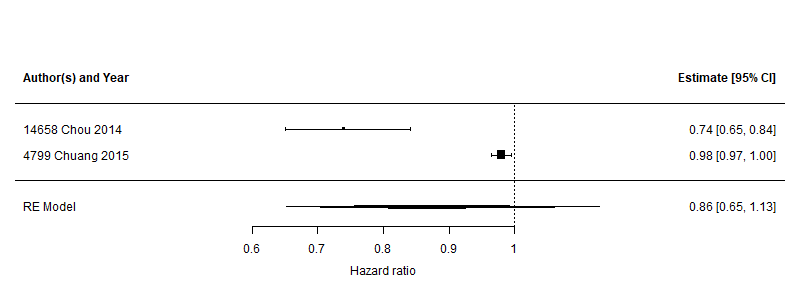 Author(s) and Year Estimate [95% CI]
14658 Chou 2014 0.74 [0.65, 0.84]
4799 Chuang 2015 0.98 [0.97, 1.00]
RE Model 0.86 [0.65, 1.13]
0.6 0.7 0.8 0.9 1
Hazard ratio